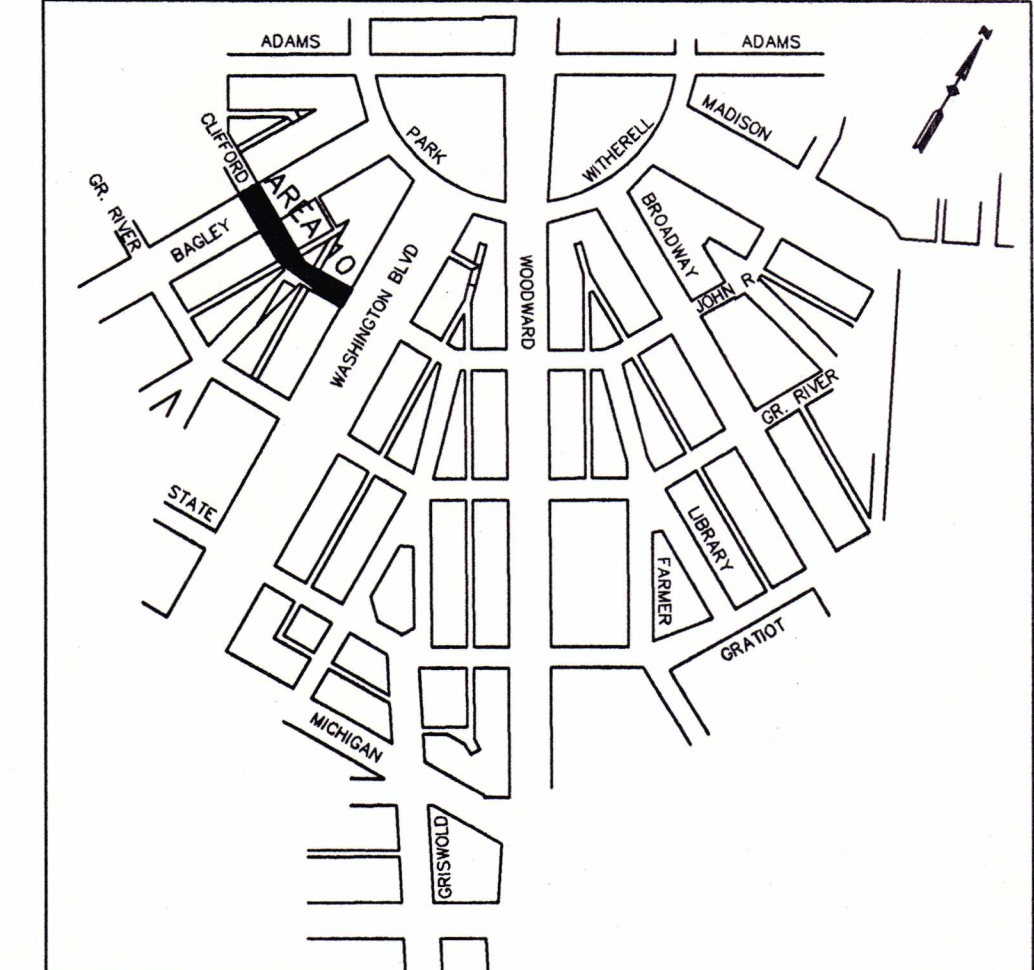 ADAMS
ADAMS
N
MADISON
CLIFFORD
PARK
WITHERELL
GR. RIVER
AREA 10
BAGLEY
BROADWAY
WASHINGTON BLVD
WOODWARD
JOHN R.
GR. RIVER
STATE
LIBRARY
FARMER
GRATIOT
MICHIGAN
GRISWOLD